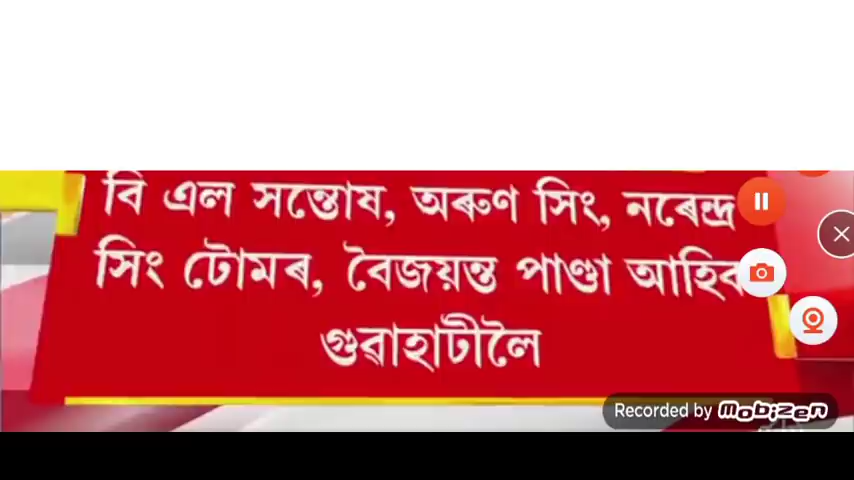 বি এল সন্তোষ, অৰুণ সিং, নৰেন্দ্ৰ
সিং টোমৰ, বৈজয়ন্ত পাণ্ডা আহিব
গুৱাহাটীলৈ
Recorded by Mobizen